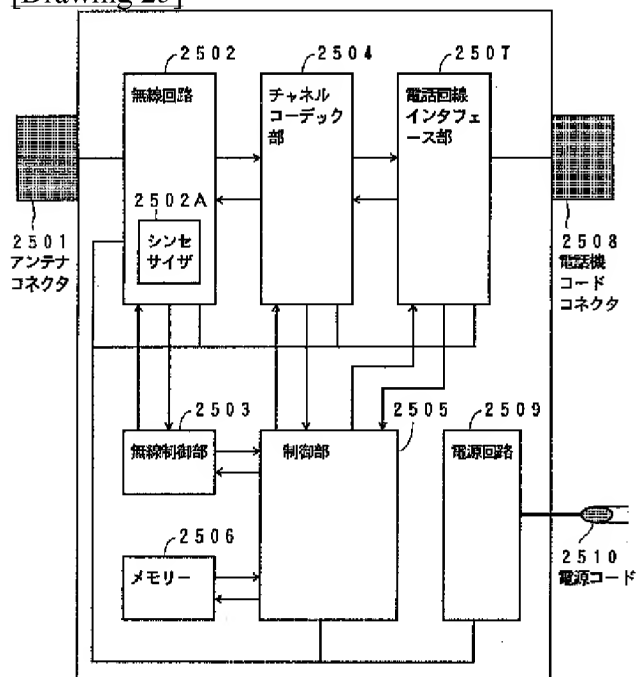 [Drawing 25]
2502
2504
2507
無線回路
チャネル
コーデック
部
電話回線
インタフェ
ース部
2502A
シンセ
サイザ
2501
アンテナ
コネクタ
2508
電話機
コード
コネクタ
2503
2505
2509
無線制御部
制御部
電源回路
2506
メモリー
2510
電源コード